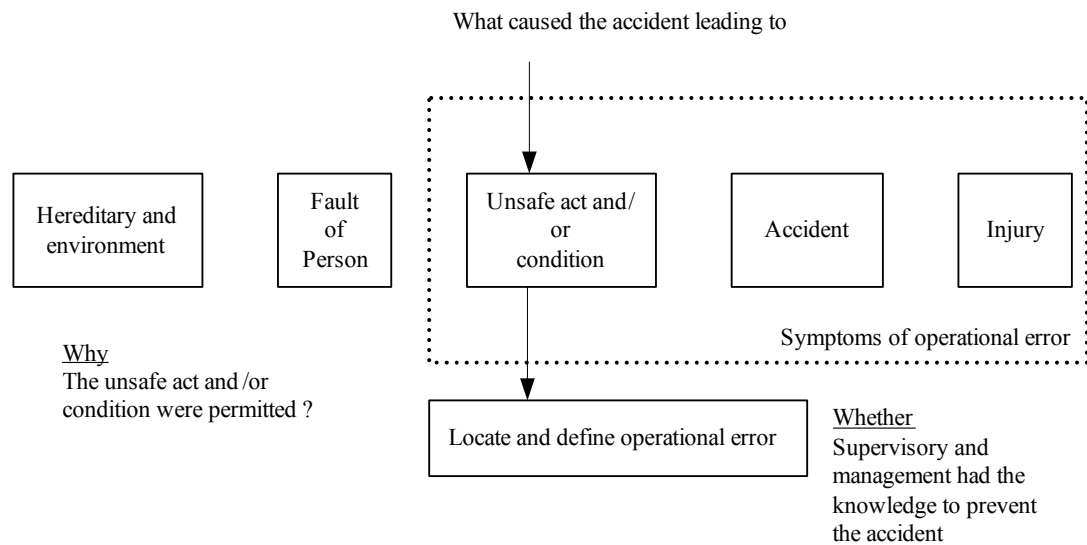 What caused the accident leading to
Hereditary and
environment
Fault
of
Person
Unsafe act and/
or
condition
Accident
Injury
Symptoms of operational error
Why
The unsafe act and/or
condition were permitted ?
Locate and define operational error
Whether
Supervisory and
management had the
knowledge to prevent
the accident